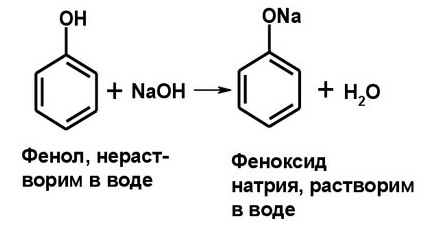 OH
+ NaOH
ONa
+ H₂O
Фенол, нераст-
ворим в воде
Феноксид
натрия, растворим
в воде